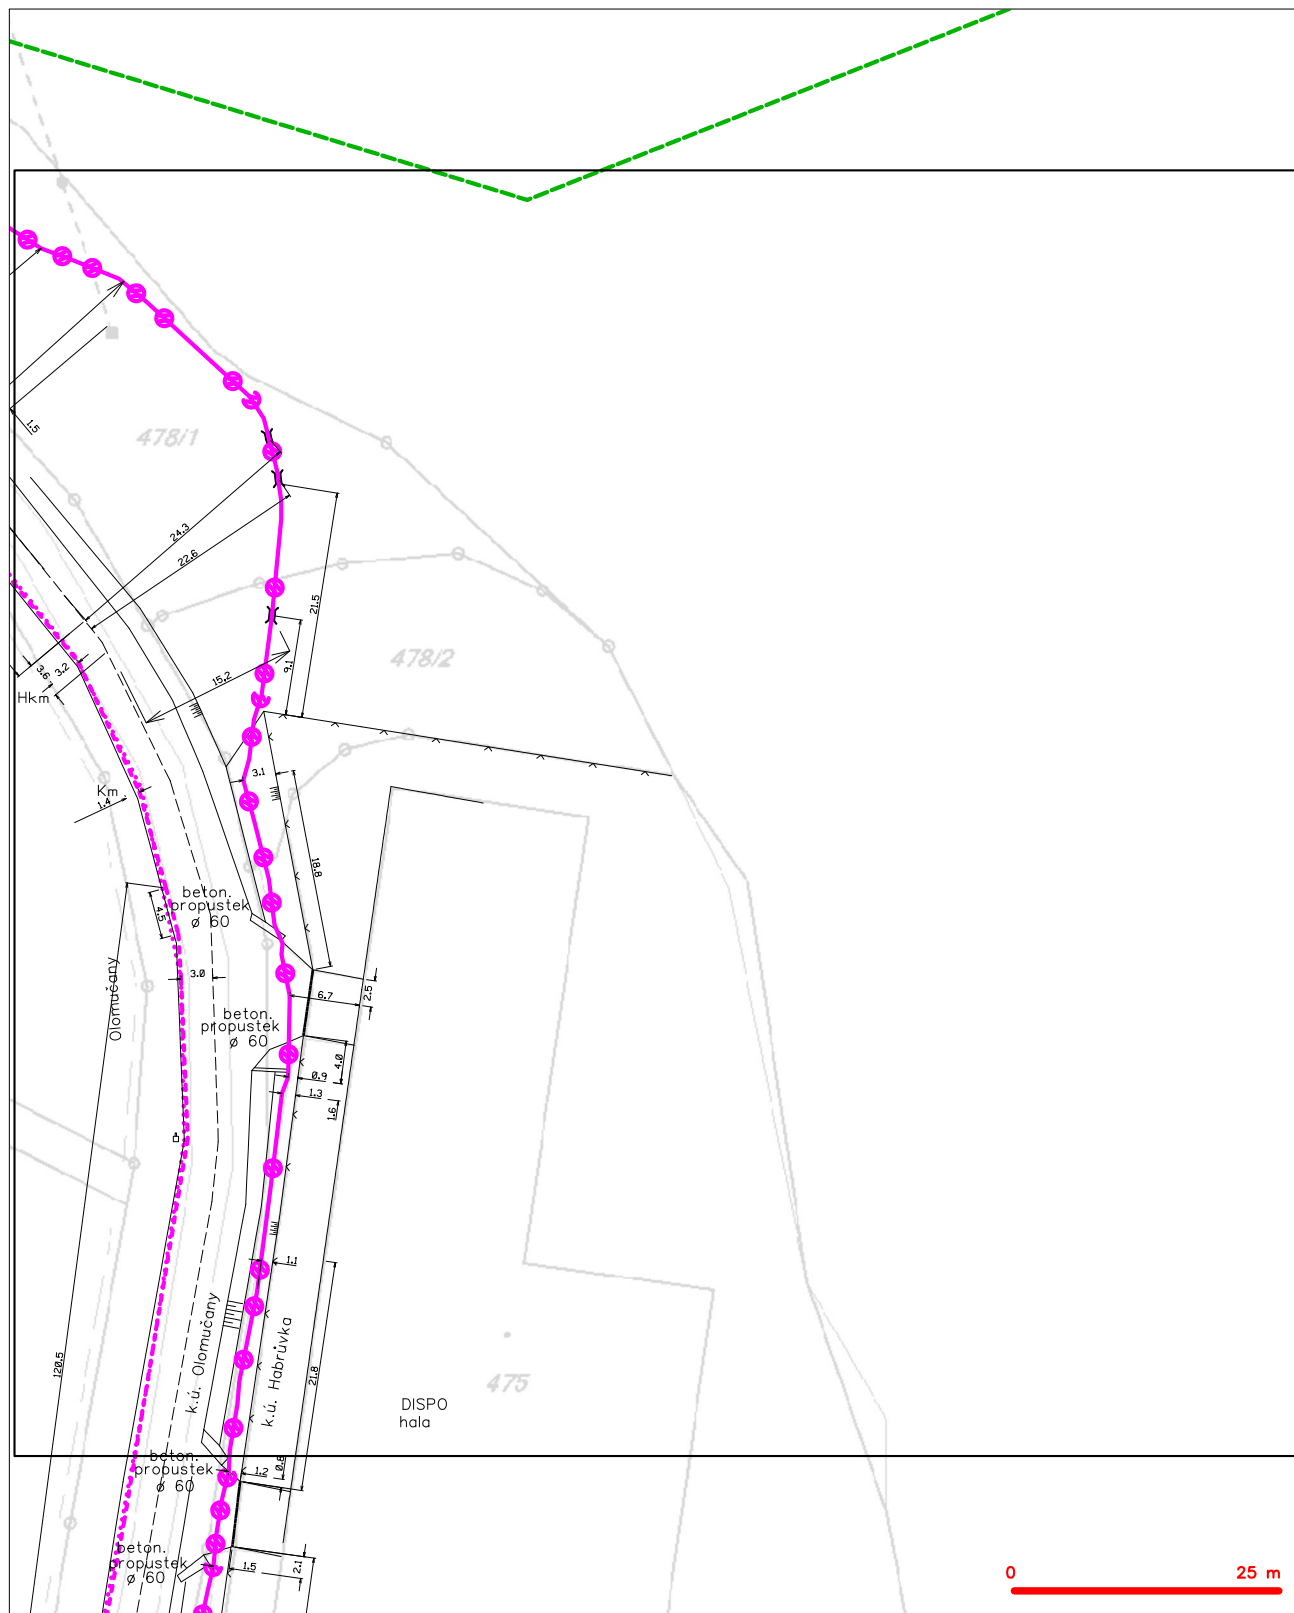 1.5
478/1
24.3
22.6
21.5
9.1
478/2
3.6
3.2
15.2
Hkm
3.1
Km
1.4
18.8
beton.
propustek
ø 60
4.5
Olomučany
3.0
6.7
2.5
beton.
propustek
ø 60
4.0
0.9
1.3
1.6
1.1
k.ú. Olomučany
k.ú. Habrůvka
120.5
21.8
475
DISPO
hala
beton.
propustek
ø 60
1.2
0.8
beton.
propustek
ø 60
1.5
2.1
0 25 m